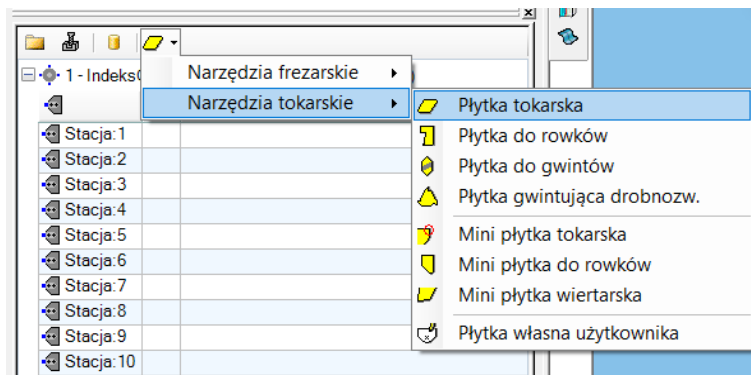 1 - Indeks
Narzędzia frezarskie
Narzędzia tokarskie
Płytka tokarska
Płytka do rowków
Płytka do gwintów
Płytka gwintująca drobnozw.
Mini płytka tokarska
Mini płytka do rowków
Mini płytka wiertarska
Płytka własna użytkownika
Stacja:1
Stacja:2
Stacja:3
Stacja:4
Stacja:5
Stacja:6
Stacja:7
Stacja:8
Stacja:9
Stacja:10